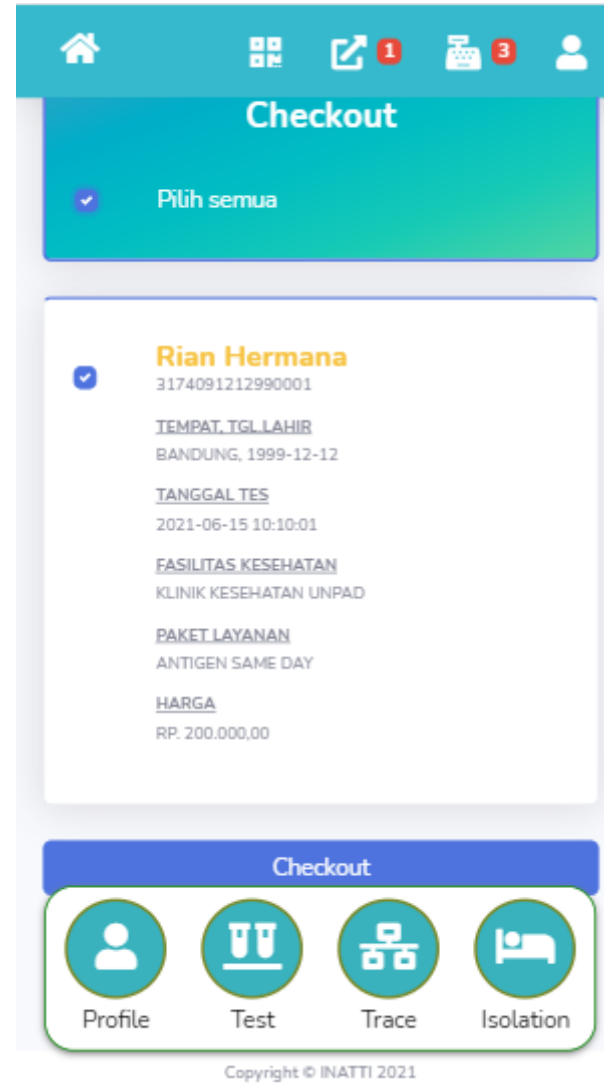 1
3
Checkout
Pilih semua
Rian Hermana
3174091212990001
TEMPAT, TGL.LAHIR
BANDUNG, 1999-12-12
TANGGAL TES
2021-06-15 10:10:01
FASILITAS KESEHATAN
KLINIK KESEHATAN UNPAD
PAKET LAYANAN
ANTIGEN SAME DAY
HARGA
RP. 200.000,00
Checkout
Profile
Test
Trace
Isolation
Copyright © INATTI 2021